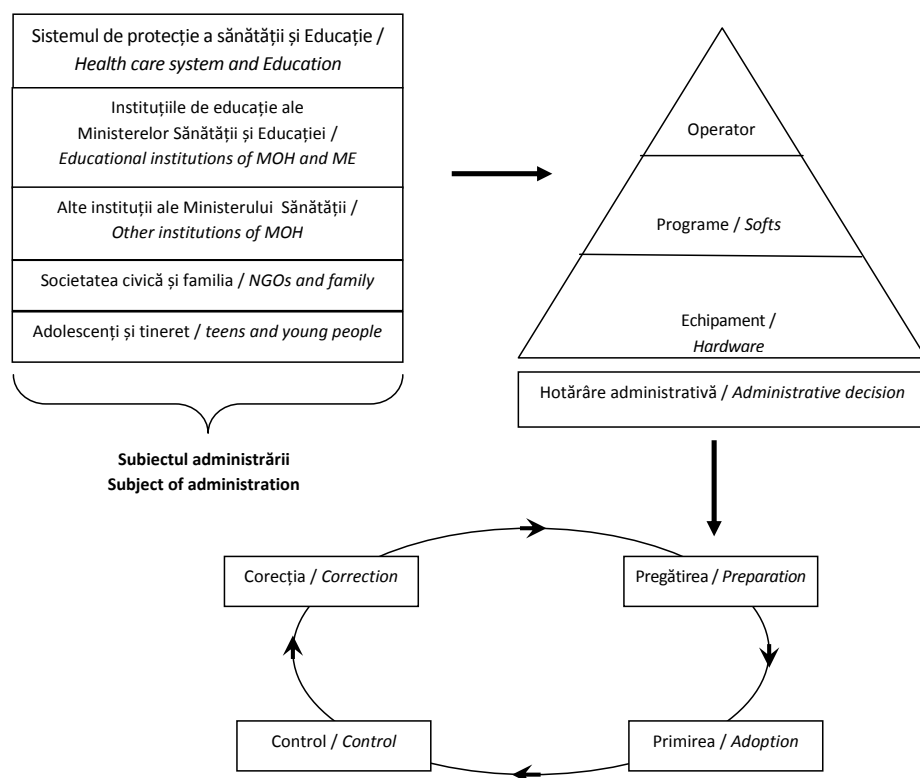 Sistemul de protecție a sănătății și Educație /
Health care system and Education
Instituțiile de educație ale
Ministerelor Sănătății și Educației /
Educational institutions of MOH and ME
Alte instituții ale Ministerului Sănătății /
Other institutions of MOH
Societatea civică și familia / NGOs and family
Adolescenți și tineret / teens and young people
Subiectul administrării
Subject of administration
Operator
Programe / Softs
Echipament /
Hardware
Hotărâre administrativă / Administrative decision
Corecția / Correction
Pregătirea / Preparation
Control / Control
Primirea / Adoption